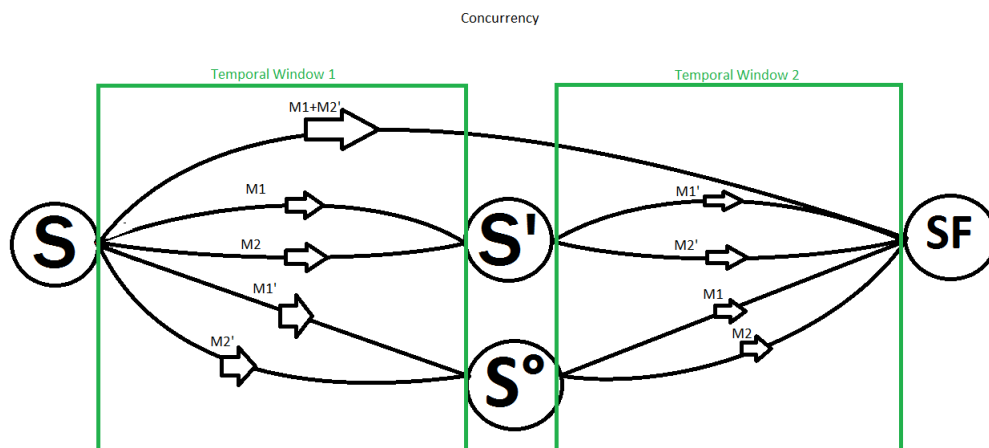 Concurrency
Temporal Window 1
Temporal Window 2
M1+M2'
M1
M1'
M2
M2'
S
S'
SF
M1'
M1
M2'
M2
S°